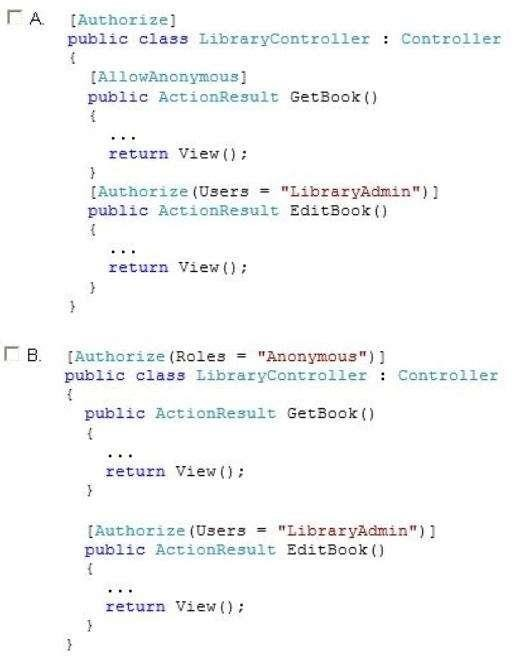 A. [Authorize]
public class LibraryController : Controller
{
[AllowAnonymous]
public ActionResult GetBook()
{
...
return View();
}
[Authorize(Users = "LibraryAdmin")]
public ActionResult EditBook()
{
...
return View();
}
}
B. [Authorize(Roles = "Anonymous")]
public class LibraryController : Controller
{
public ActionResult GetBook()
{
...
return View();
}
[Authorize(Users = "LibraryAdmin")]
public ActionResult EditBook()
{
...
return View();
}
}